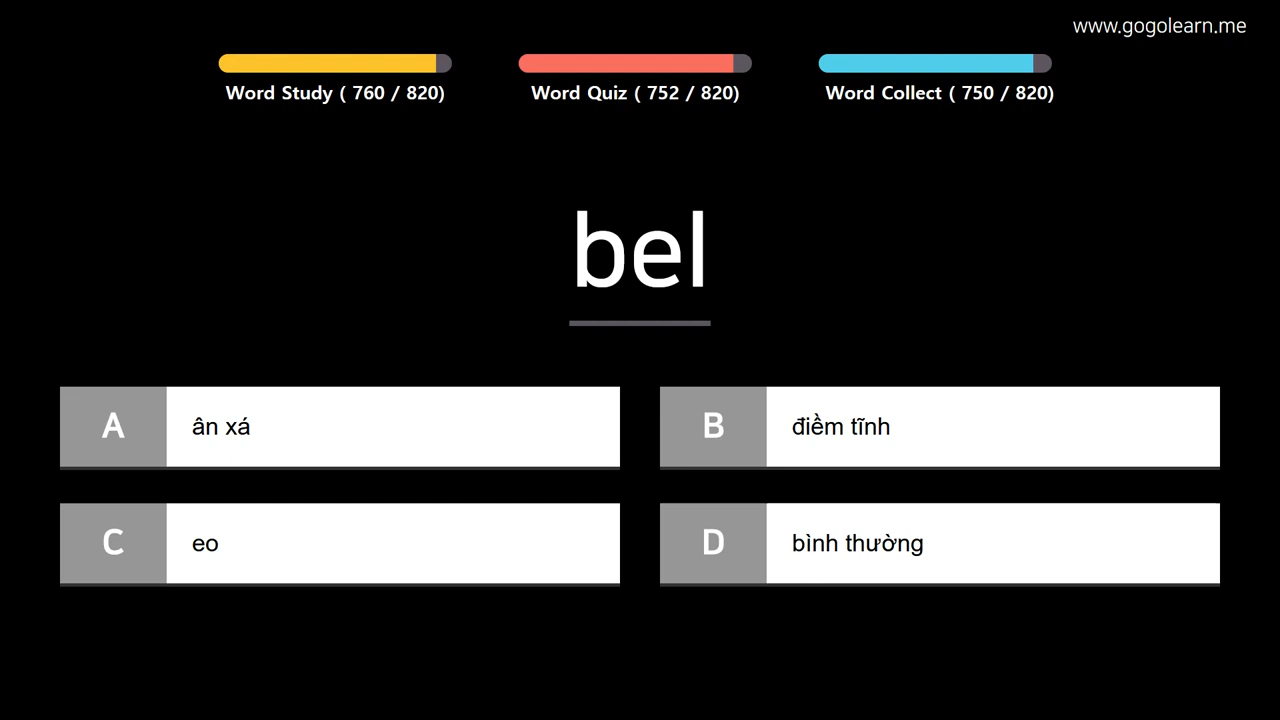 www.gogolearn.me
Word Study ( 760 / 820)
Word Quiz ( 752 / 820)
Word Collect ( 750 / 820)
bel
A
ân xá
B
điềm tĩnh
C
eo
D
bình thường